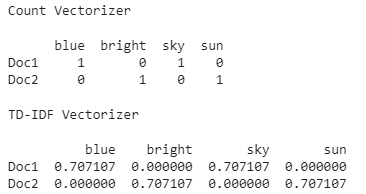 Count Vectorizer
blue bright sky sun
Doc1 1 0 1 0
Doc2 0 1 0 1
TD-IDF Vectorizer
blue bright sky sun
Doc1 0.707107 0.000000 0.707107 0.000000
Doc2 0.000000 0.707107 0.000000 0.707107